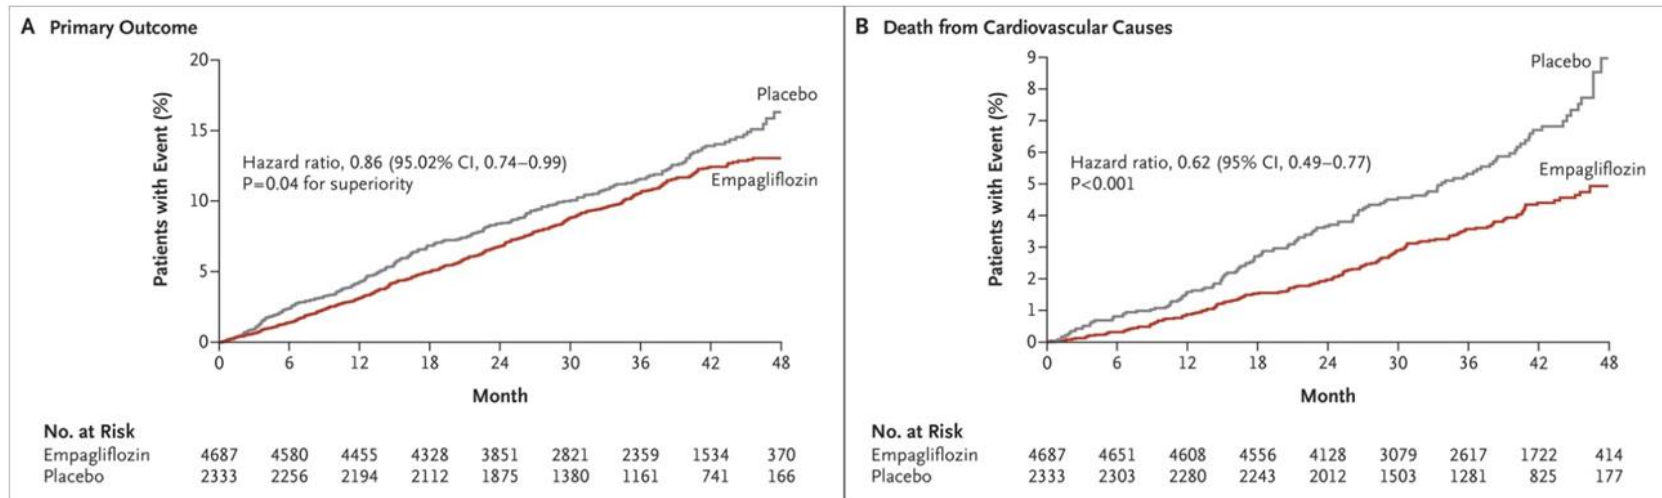 A Primary Outcome
20
15
10
5
0
Patients with Event (%)
Placebo
Hazard ratio, 0.86 (95.02% CI, 0.74–0.99)
P=0.04 for superiority
Empagliflozin
0 6 12 18 24 30 36 42 48
Month
No. at Risk
Empagliflozin 4687 4580 4455 4328 3851 2821 2359 1534 370
Placebo 2333 2256 2194 2112 1875 1380 1161 741 166
B Death from Cardiovascular Causes
9
8
7
6
5
4
3
2
1
0
Patients with Event (%)
Placebo
Hazard ratio, 0.62 (95% CI, 0.49–0.77)
P<0.001
Empagliflozin
0 6 12 18 24 30 36 42 48
Month
No. at Risk
Empagliflozin 4687 4651 4608 4556 4128 3079 2617 1722 414
Placebo 2333 2303 2280 2243 2012 1503 1281 825 177